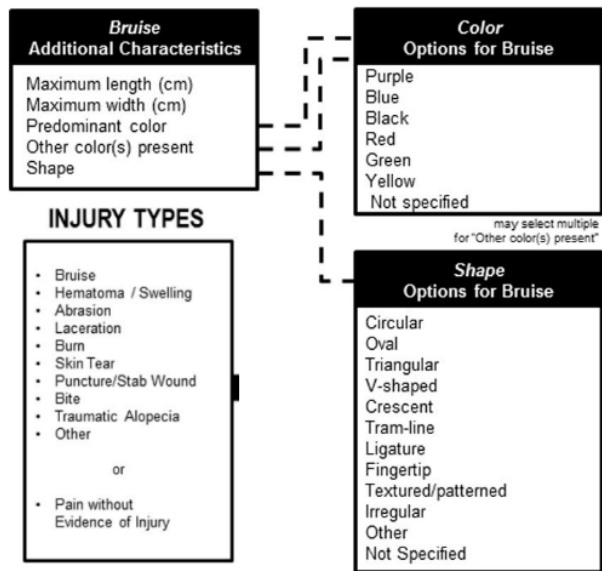 Bruise
Additional Characteristics
Maximum length (cm)
Maximum width (cm)
Predominant color
Other color(s) present
Shape
Color
Options for Bruise
Purple
Blue
Black
Red
Green
Yellow
Not specified
may select multiple
for "Other color(s) present"
INJURY TYPES
• Bruise
• Hematoma / Swelling
• Abrasion
• Laceration
• Burn
• Skin Tear
• Puncture/Stab Wound
• Bite
• Traumatic Alopecia
• Other
or
• Pain without
Evidence of Injury
Shape
Options for Bruise
Circular
Oval
Triangular
V-shaped
Crescent
Tram-line
Ligature
Fingertip
Textured/patterned
Irregular
Other
Not Specified